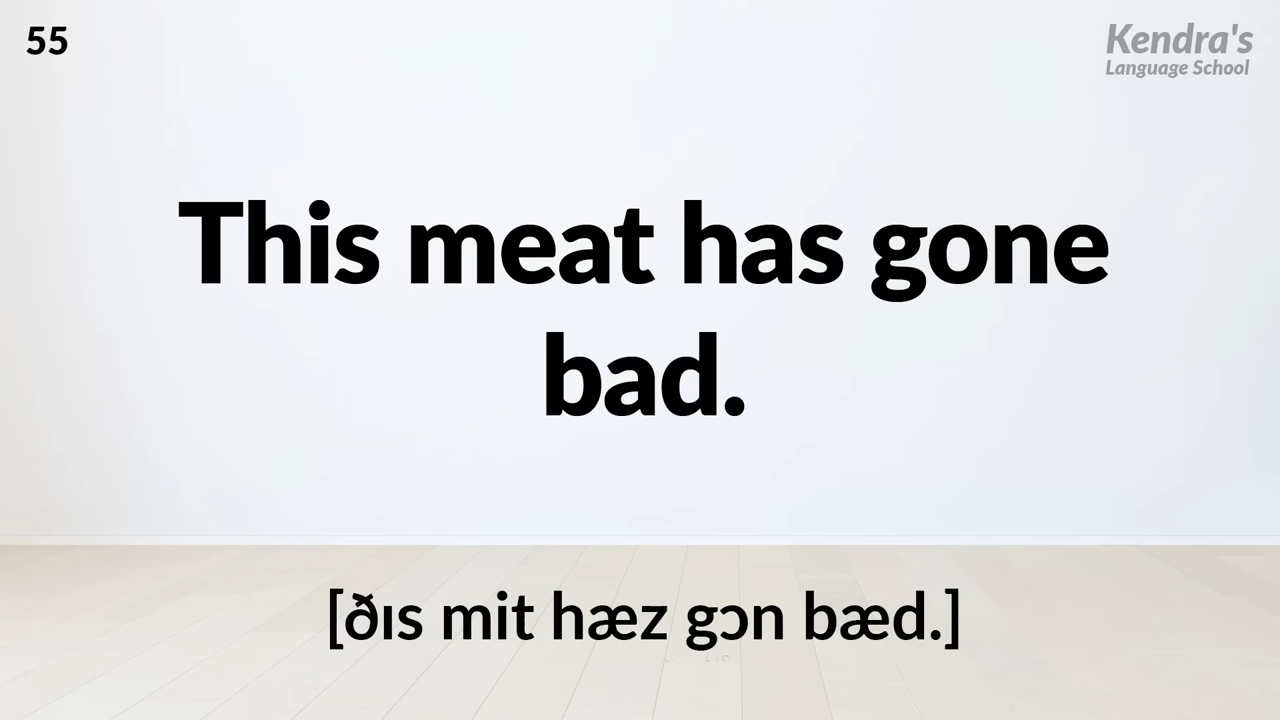 55
Kendra's
Language School
This meat has gone
bad.
[ðɪs mit hæz gɔn bæd.]